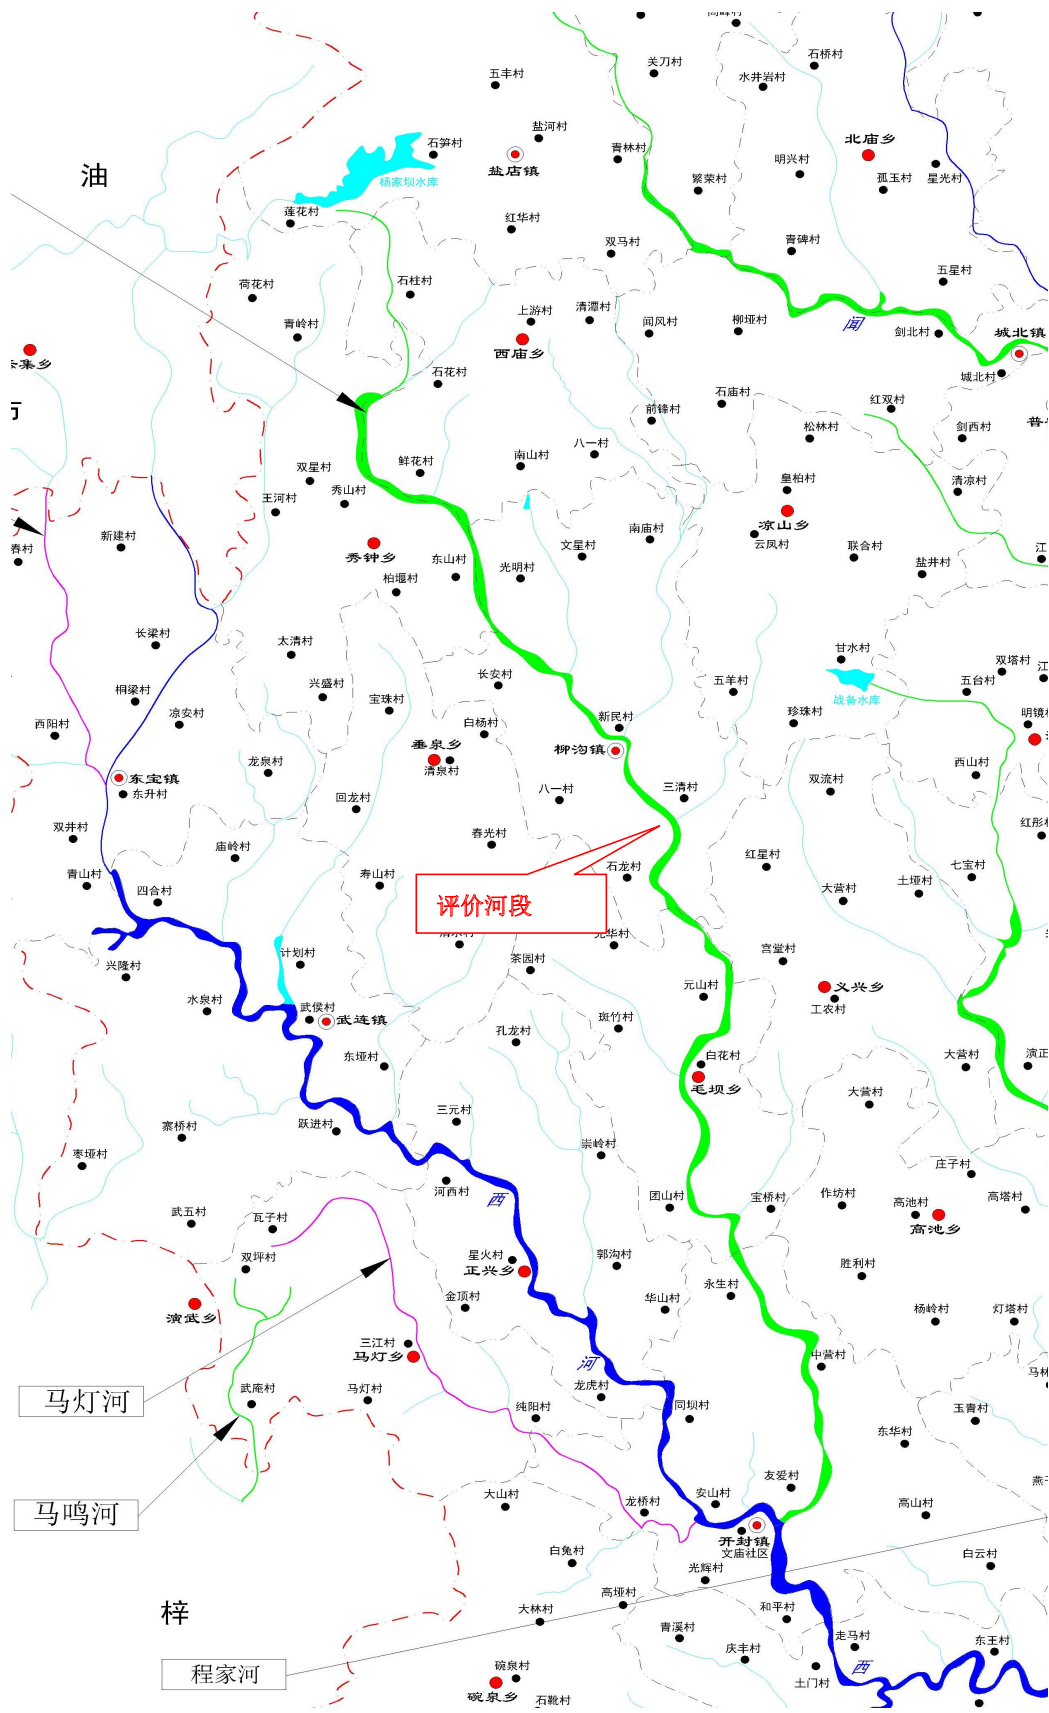 关刀村
石桥村
水井岩村
五丰村
盐河村
石笋村
青林村
盐店镇
北庙乡
明兴村
孤玉村
星光村
繁荣村
油
杨家坝水库
莲花村
红华村
双马村
青碑村
荷花村
石柱村
五星村
青岭村
上游村
清潭村
闻风村
柳垭村
闻
剑北村
城北镇
西庙乡
城北村
石花村
红双村
石庙村
前锋村
松林村
剑西村
八一村
南山村
鲜花村
双星村
皇柏村
清凉村
王河村
秀山村
凉山乡
南庙村
新建村
云凤村
联合村
秀钟乡
文星村
东山村
光明村
柏堰村
盐井村
长梁村
太清村
甘水村
双塔村
长安村
五羊村
五台村
桐梁村
兴盛村
宝珠村
战备水库
西阳村
凉安村
白杨村
新民村
珍珠村
柳沟镇
垂泉乡
清泉村
龙泉村
西山村
东宝镇
东升村
双流村
三清村
八一村
回龙村
双井村
庙岭村
春光村
红星村
石龙村
七宝村
青山村
四合村
寿山村
大营村
土垭村
评价河段
宫堂村
计划村
兴隆村
茶园村
水泉村
武侯村
武连镇
元山村
义兴乡
工农村
斑竹村
孔龙村
东垭村
白花村
毛坝乡
大营村
大营村
三元村
跃进村
寨桥村
枣垭村
崇岭村
庄子村
河西村
西
团山村
宝桥村
作坊村
高池村
高塔村
高池乡
武五村
瓦子村
双坪村
星火村
正兴乡
郭沟村
胜利村
永生村
演武乡
金顶村
华山村
杨岭村
灯塔村
三江村
马灯乡
河
中营村
马灯河
武庵村
马灯村
龙虎村
纯阳村
同坝村
玉青村
东华村
友爱村
马鸣河
大山村
龙桥村
安山村
高山村
开封镇
文庙社区
白兔村
光辉村
白云村
高垭村
梓
大林村
和平村
青溪村
走马村
东王村
庆丰村
程家河
碗泉村
土门村
西
碗泉乡
石靴村